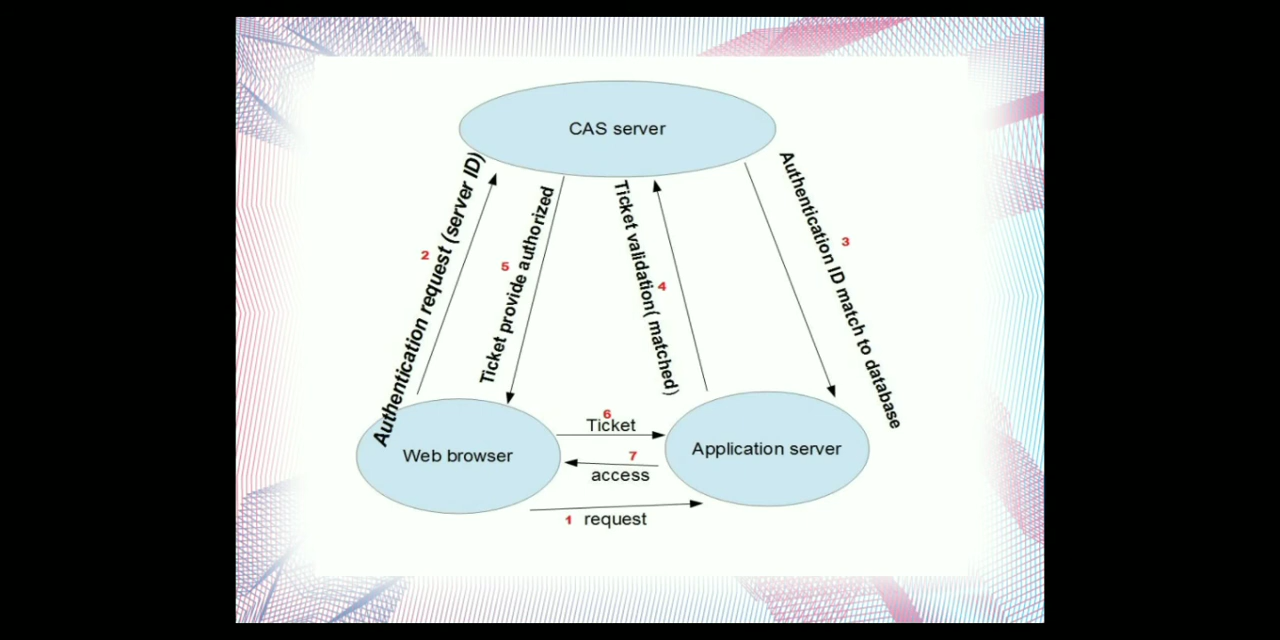 CAS server
Authentication request (server ID)
2
5
Ticket provide authorized
Ticket validation( matched)
4
Authentication ID match to database
3
6
Ticket
7
access
Web browser
Application server
1 request